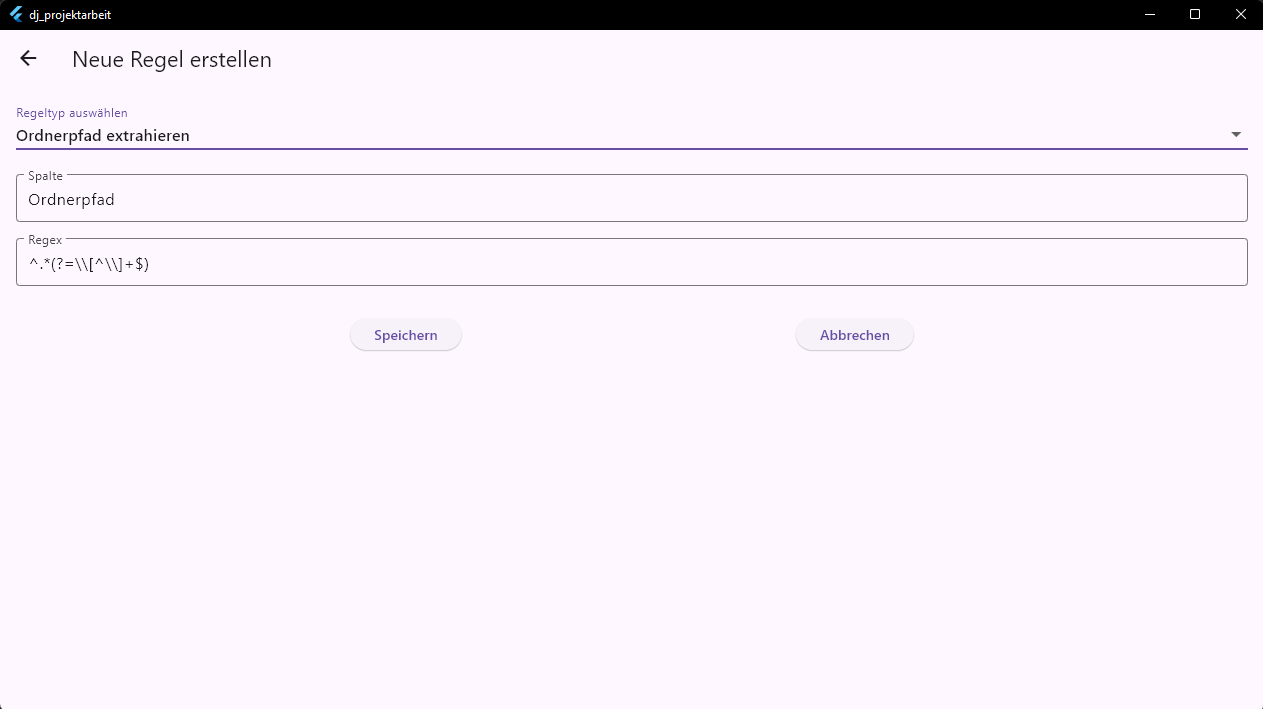 dj_projektarbeit
Neue Regel erstellen
Regeltyp auswählen
Ordnerpfad extrahieren
Spalte
Ordnerpfad
Regex
^.*(?=\\[^\\]+$)
Speichern Abbrechen